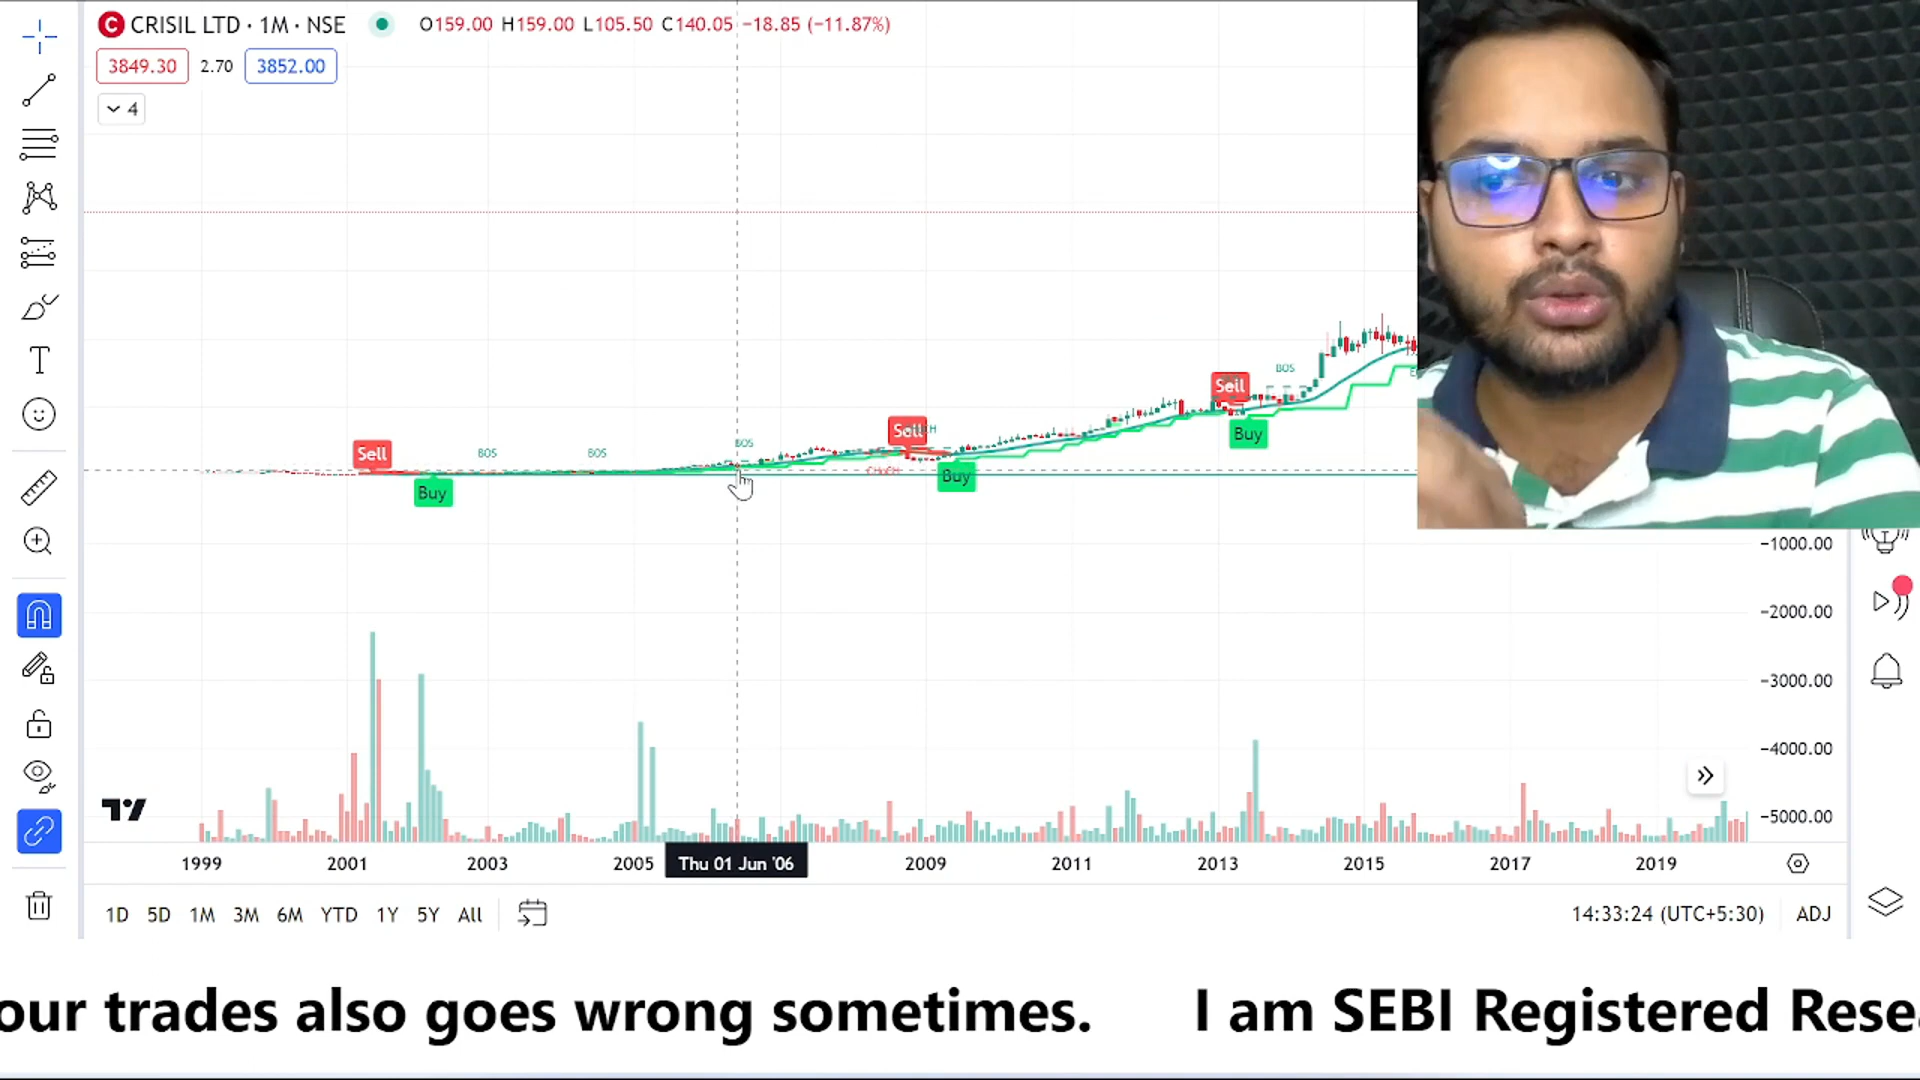 CRISIL LTD · 1M · NSE O159.00 H159.00 L105.50 C140.05 −18.85 (−11.87%)
3849.30 2.70 3852.00
4
BOS
Sell
BOS
BOS
Sell
BOS
Sell
BOS
BOS
Buy
Buy
Buy
−1000.00
−2000.00
−3000.00
−4000.00
−5000.00
1999 2001 2003 2005 Thu 01 Jun '06 2009 2011 2013 2015 2017 2019
1D 5D 1M 3M 6M YTD 1Y 5Y All 14:33:24 (UTC+5:30) ADJ
our trades also goes wrong sometimes. I am SEBI Registered Rese